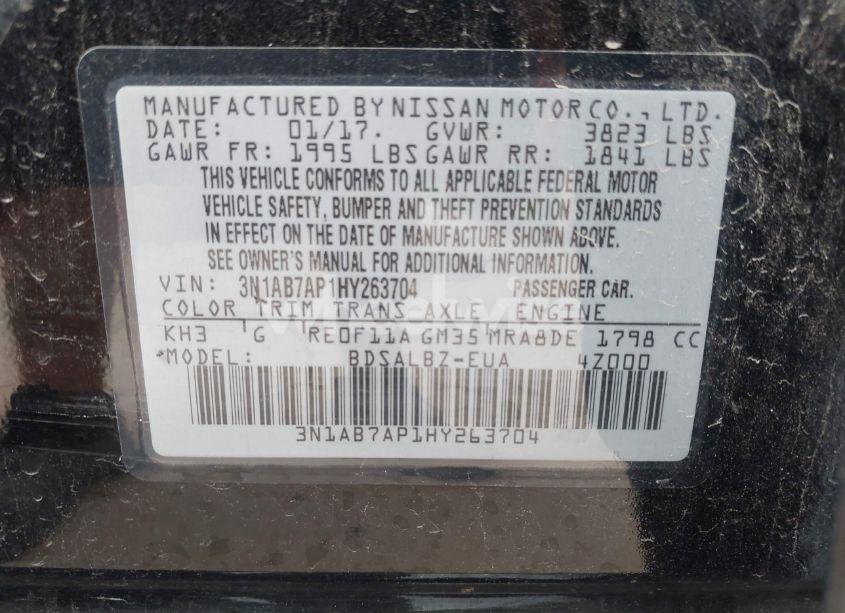 MANUFACTURED BY NISSAN MOTOR CO., LTD.
DATE: 01/17. GVWR: 3823 LBS
GAWR FR: 1995 LBS GAWR RR: 1841 LBS
THIS VEHICLE CONFORMS TO ALL APPLICABLE FEDERAL MOTOR
VEHICLE SAFETY, BUMPER AND THEFT PREVENTION STANDARDS
IN EFFECT ON THE DATE OF MANUFACTURE SHOWN ABOVE.
SEE OWNER'S MANUAL FOR ADDITIONAL INFORMATION.
VIN: 3N1AB7AP1HY263704 PASSENGER CAR.
COLOR TRIM TRANS AXLE ENGINE
KH3 G RE0F11A GM35 MRA8DE 1798 CC
*MODEL: BDSALBZ-EUA 4Z000
3N1AB7AP1HY263704